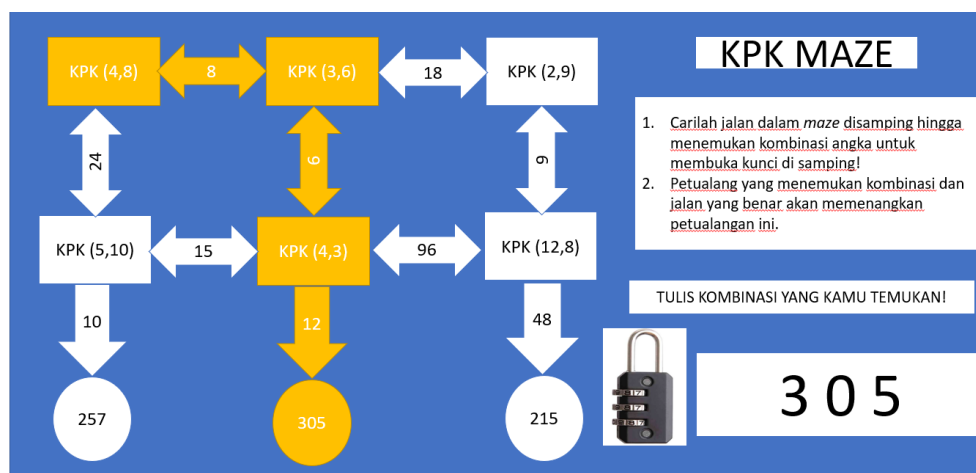 KPK MAZE
KPK (4,8)
8
KPK (3,6)
18
KPK (2,9)
24
6
9
KPK (5,10)
15
KPK (4,3)
96
KPK (12,8)
10
12
48
257
305
215
1. Carilah jalan dalam maze disamping hingga
menemukan kombinasi angka untuk
membuka kunci di samping!
2. Petualang yang menemukan kombinasi dan
jalan yang benar akan memenangkan
petualangan ini.
TULIS KOMBINASI YANG KAMU TEMUKAN!
3 0 5